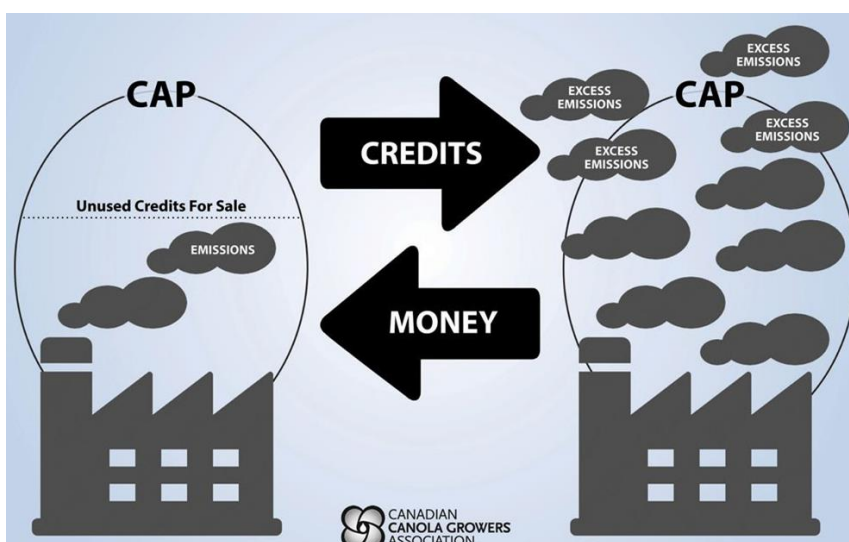 CAP
Unused Credits For Sale
EMISSIONS
CREDITS
MONEY
EXCESS
EMISSIONS
EXCESS
EMISSIONS
CAP
EXCESS
EMISSIONS
EXCESS
EMISSIONS
CANADIAN
CANOLA GROWERS
ASSOCIATION